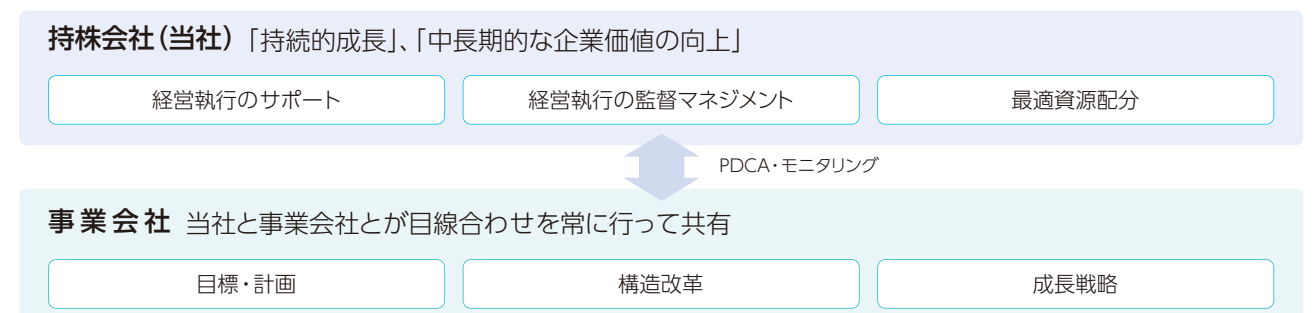 持株会社(当社)「持続的成長」、「中長期的な企業価値の向上」
経営執行のサポート
経営執行の監督マネジメント
最適資源配分
PDCA・モニタリング
事業会社 当社と事業会社とが目線合わせを常に行って共有
目標・計画
構造改革
成長戦略